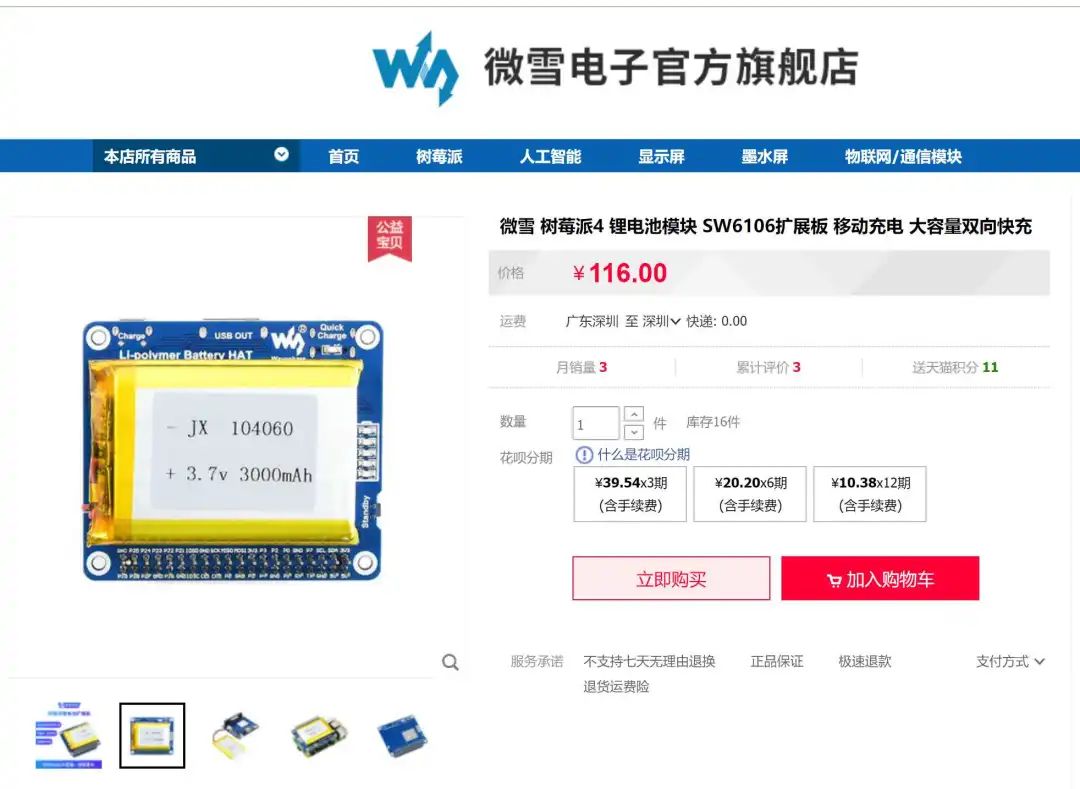 微雪电子官方旗舰店
本店所有商品 首页 树莓派 人工智能 显示屏 墨水屏 物联网/通信模块
公益
宝贝
微雪 树莓派4 锂电池模块 SW6106扩展板 移动充电 大容量双向快充
价格 ¥116.00
运费 广东深圳 至 深圳 快递: 0.00
月销量 3 累计评价 3 送天猫积分 11
数量 1 件 库存16件
花呗分期 什么是花呗分期
¥39.54x3期 ¥20.20x6期 ¥10.38x12期
(含手续费) (含手续费) (含手续费)
立即购买 加入购物车
服务承诺 不支持七天无理由退换 正品保证 极速退款 支付方式
退货运费险
Charge
USB OUT
Quick
Charge
Li-polymer Battery HAT
- JX 104060
+ 3.7v 3000mAh
Standby